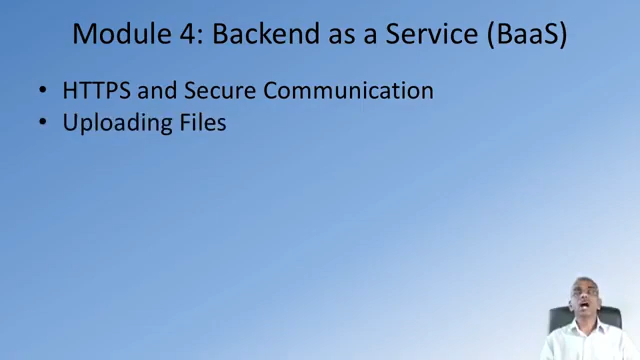 Module 4: Backend as a Service (BaaS)
• HTTPS and Secure Communication
• Uploading Files